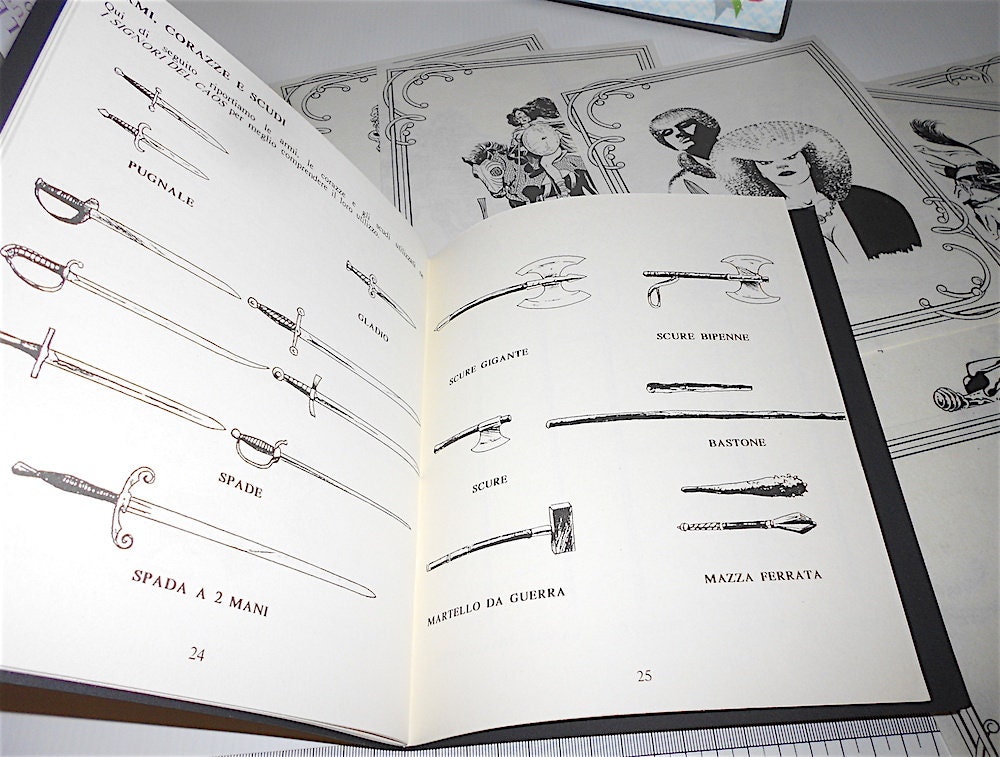 MI, CORAZZE E SCUDI
Qui di seguito riportiamo le armi, le corazze e gli scudi utilizzati ne
I SIGNORI DEL CAOS per meglio comprendere il loro utilizzo.
PUGNALE
GLADIO
SPADE
SPADA A 2 MANI
24
SCURE GIGANTE
SCURE BIPENNE
BASTONE
SCURE
MAZZA FERRATA
MARTELLO DA GUERRA
25